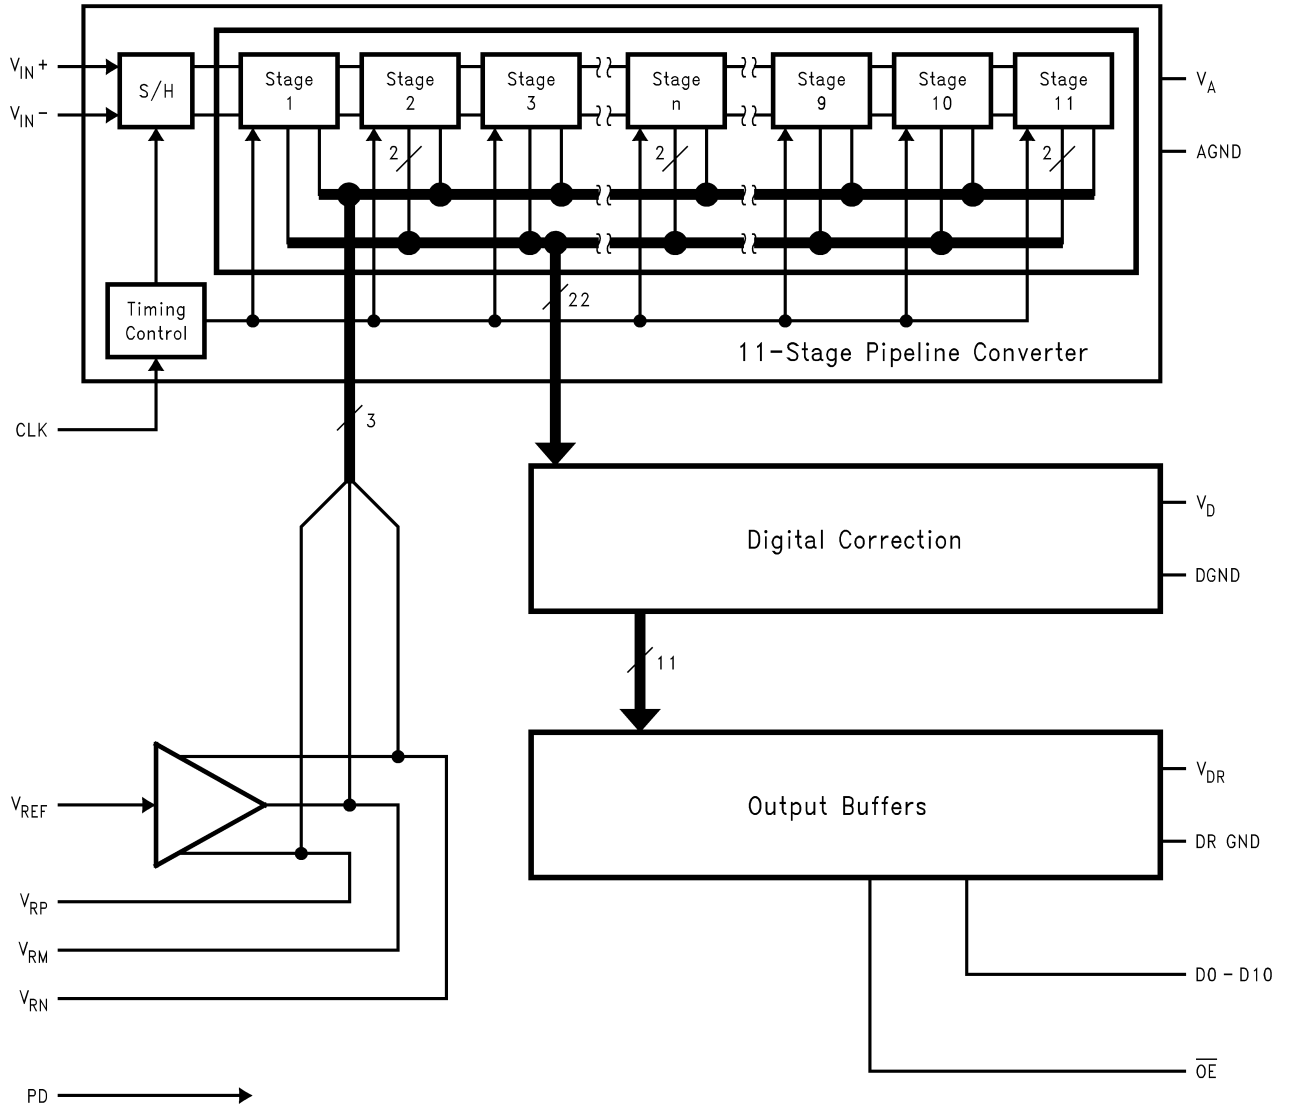 V_IN+
V_IN−
S/H
Stage 1
Stage 2
Stage 3
Stage n
Stage 9
Stage 10
Stage 11
V_A
AGND
2
2
2
22
Timing Control
11-Stage Pipeline Converter
CLK
3
Digital Correction
V_D
DGND
11
Output Buffers
V_DR
DR GND
V_REF
V_RP
V_RM
V_RN
D0 – D10
O̅E̅
PD